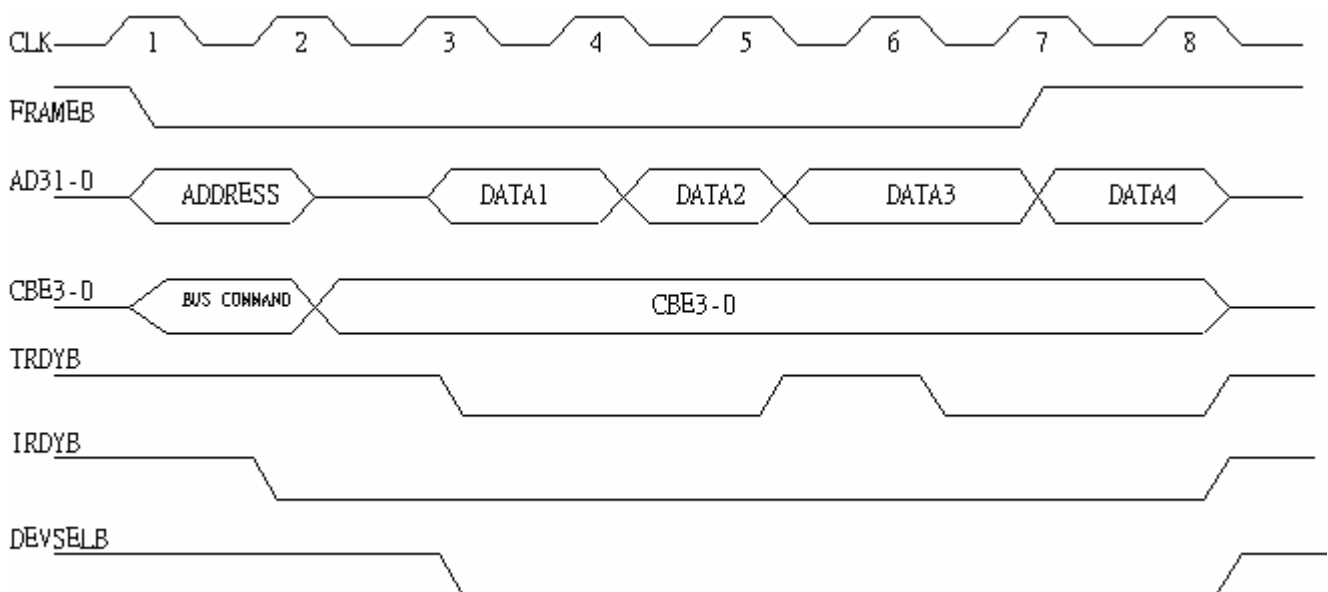 CLK 1 2 3 4 5 6 7 8
FRAMEB
AD31-0 ADDRESS DATA1 DATA2 DATA3 DATA4
CBE3-0 BUS COMMAND CBE3-0
TRDYB
IRDYB
DEVSELB